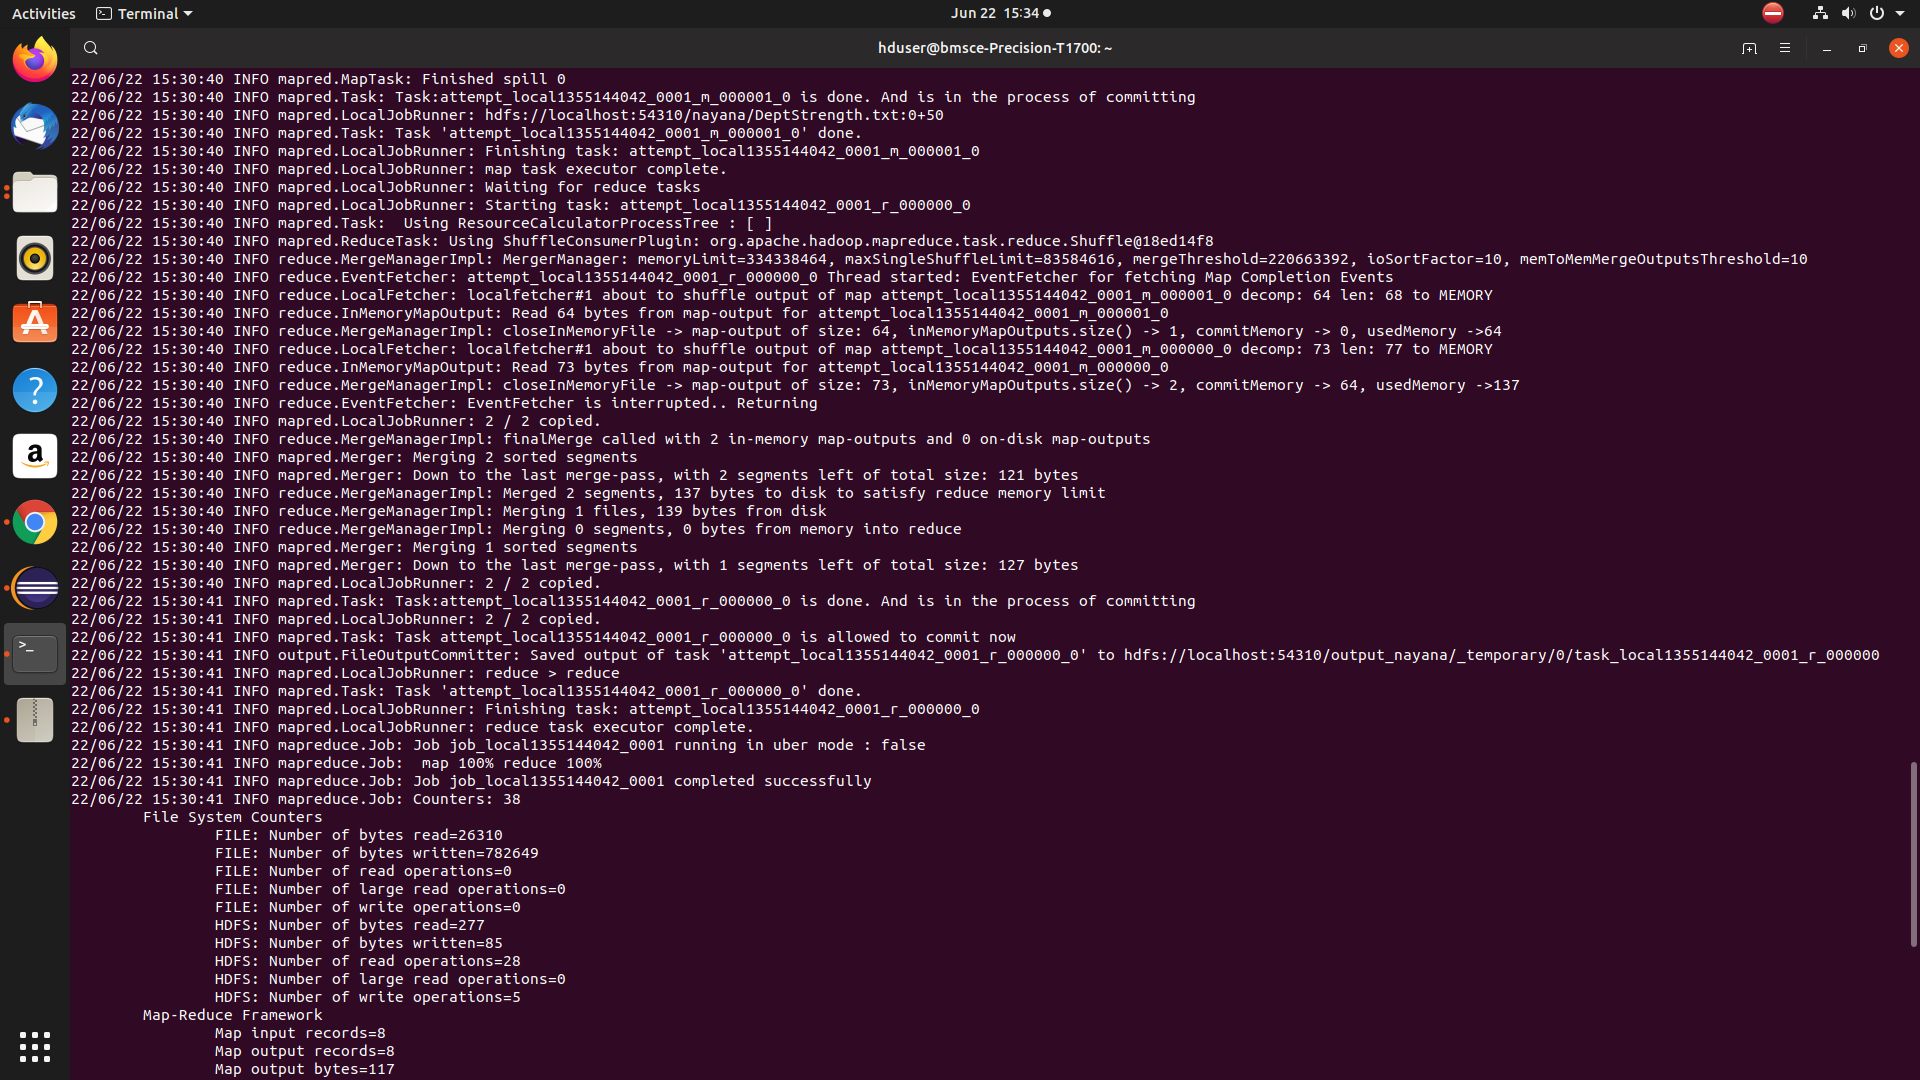 Activities Terminal Jun 22 15:34
hduser@bmsce-Precision-T1700: ~
22/06/22 15:30:40 INFO mapred.MapTask: Finished spill 0
22/06/22 15:30:40 INFO mapred.Task: Task:attempt_local1355144042_0001_m_000001_0 is done. And is in the process of committing
22/06/22 15:30:40 INFO mapred.LocalJobRunner: hdfs://localhost:54310/nayana/DeptStrength.txt:0+50
22/06/22 15:30:40 INFO mapred.Task: Task 'attempt_local1355144042_0001_m_000001_0' done.
22/06/22 15:30:40 INFO mapred.LocalJobRunner: Finishing task: attempt_local1355144042_0001_m_000001_0
22/06/22 15:30:40 INFO mapred.LocalJobRunner: map task executor complete.
22/06/22 15:30:40 INFO mapred.LocalJobRunner: Waiting for reduce tasks
22/06/22 15:30:40 INFO mapred.LocalJobRunner: Starting task: attempt_local1355144042_0001_r_000000_0
22/06/22 15:30:40 INFO mapred.Task:  Using ResourceCalculatorProcessTree : [ ]
22/06/22 15:30:40 INFO mapred.ReduceTask: Using ShuffleConsumerPlugin: org.apache.hadoop.mapreduce.task.reduce.Shuffle@18ed14f8
22/06/22 15:30:40 INFO reduce.MergeManagerImpl: MergerManager: memoryLimit=334338464, maxSingleShuffleLimit=83584616, mergeThreshold=220663392, ioSortFactor=10, memToMemMergeOutputsThreshold=10
22/06/22 15:30:40 INFO reduce.EventFetcher: attempt_local1355144042_0001_r_000000_0 Thread started: EventFetcher for fetching Map Completion Events
22/06/22 15:30:40 INFO reduce.LocalFetcher: localfetcher#1 about to shuffle output of map attempt_local1355144042_0001_m_000001_0 decomp: 64 len: 68 to MEMORY
22/06/22 15:30:40 INFO reduce.InMemoryMapOutput: Read 64 bytes from map-output for attempt_local1355144042_0001_m_000001_0
22/06/22 15:30:40 INFO reduce.MergeManagerImpl: closeInMemoryFile -> map-output of size: 64, inMemoryMapOutputs.size() -> 1, commitMemory -> 0, usedMemory ->64
22/06/22 15:30:40 INFO reduce.LocalFetcher: localfetcher#1 about to shuffle output of map attempt_local1355144042_0001_m_000000_0 decomp: 73 len: 77 to MEMORY
22/06/22 15:30:40 INFO reduce.InMemoryMapOutput: Read 73 bytes from map-output for attempt_local1355144042_0001_m_000000_0
22/06/22 15:30:40 INFO reduce.MergeManagerImpl: closeInMemoryFile -> map-output of size: 73, inMemoryMapOutputs.size() -> 2, commitMemory -> 64, usedMemory ->137
22/06/22 15:30:40 INFO reduce.EventFetcher: EventFetcher is interrupted.. Returning
22/06/22 15:30:40 INFO mapred.LocalJobRunner: 2 / 2 copied.
22/06/22 15:30:40 INFO reduce.MergeManagerImpl: finalMerge called with 2 in-memory map-outputs and 0 on-disk map-outputs
22/06/22 15:30:40 INFO mapred.Merger: Merging 2 sorted segments
22/06/22 15:30:40 INFO mapred.Merger: Down to the last merge-pass, with 2 segments left of total size: 121 bytes
22/06/22 15:30:40 INFO reduce.MergeManagerImpl: Merged 2 segments, 137 bytes to disk to satisfy reduce memory limit
22/06/22 15:30:40 INFO reduce.MergeManagerImpl: Merging 1 files, 139 bytes from disk
22/06/22 15:30:40 INFO reduce.MergeManagerImpl: Merging 0 segments, 0 bytes from memory into reduce
22/06/22 15:30:40 INFO mapred.Merger: Merging 1 sorted segments
22/06/22 15:30:40 INFO mapred.Merger: Down to the last merge-pass, with 1 segments left of total size: 127 bytes
22/06/22 15:30:40 INFO mapred.LocalJobRunner: 2 / 2 copied.
22/06/22 15:30:41 INFO mapred.Task: Task:attempt_local1355144042_0001_r_000000_0 is done. And is in the process of committing
22/06/22 15:30:41 INFO mapred.LocalJobRunner: 2 / 2 copied.
22/06/22 15:30:41 INFO mapred.Task: Task attempt_local1355144042_0001_r_000000_0 is allowed to commit now
22/06/22 15:30:41 INFO output.FileOutputCommitter: Saved output of task 'attempt_local1355144042_0001_r_000000_0' to hdfs://localhost:54310/output_nayana/_temporary/0/task_local1355144042_0001_r_000000
22/06/22 15:30:41 INFO mapred.LocalJobRunner: reduce > reduce
22/06/22 15:30:41 INFO mapred.Task: Task 'attempt_local1355144042_0001_r_000000_0' done.
22/06/22 15:30:41 INFO mapred.LocalJobRunner: Finishing task: attempt_local1355144042_0001_r_000000_0
22/06/22 15:30:41 INFO mapred.LocalJobRunner: reduce task executor complete.
22/06/22 15:30:41 INFO mapreduce.Job: Job job_local1355144042_0001 running in uber mode : false
22/06/22 15:30:41 INFO mapreduce.Job:  map 100% reduce 100%
22/06/22 15:30:41 INFO mapreduce.Job: Job job_local1355144042_0001 completed successfully
22/06/22 15:30:41 INFO mapreduce.Job: Counters: 38
File System Counters
FILE: Number of bytes read=26310
FILE: Number of bytes written=782649
FILE: Number of read operations=0
FILE: Number of large read operations=0
FILE: Number of write operations=0
HDFS: Number of bytes read=277
HDFS: Number of bytes written=85
HDFS: Number of read operations=28
HDFS: Number of large read operations=0
HDFS: Number of write operations=5
Map-Reduce Framework
Map input records=8
Map output records=8
Map output bytes=117